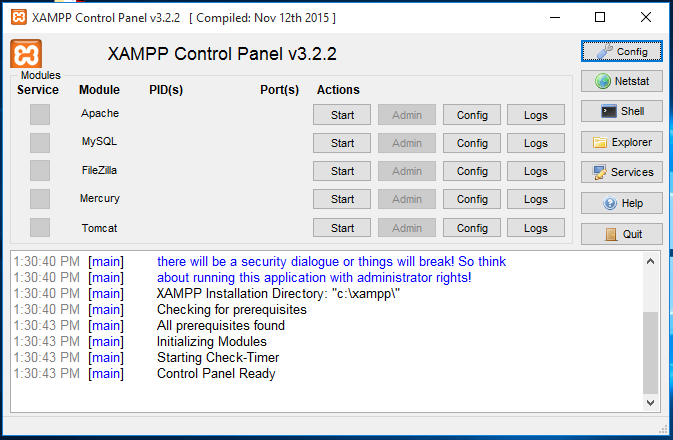 XAMPP Control Panel v3.2.2 [ Compiled: Nov 12th 2015 ]
XAMPP Control Panel v3.2.2
Config
Modules
Service Module PID(s) Port(s) Actions
Netstat
Apache Start Admin Config Logs
Shell
MySQL Start Admin Config Logs
Explorer
FileZilla Start Admin Config Logs
Services
Mercury Start Admin Config Logs
Help
Tomcat Start Admin Config Logs
Quit
1:30:40 PM [main] there will be a security dialogue or things will break! So think
1:30:40 PM [main] about running this application with administrator rights!
1:30:40 PM [main] XAMPP Installation Directory: "c:\xampp\"
1:30:40 PM [main] Checking for prerequisites
1:30:43 PM [main] All prerequisites found
1:30:43 PM [main] Initializing Modules
1:30:43 PM [main] Starting Check-Timer
1:30:43 PM [main] Control Panel Ready